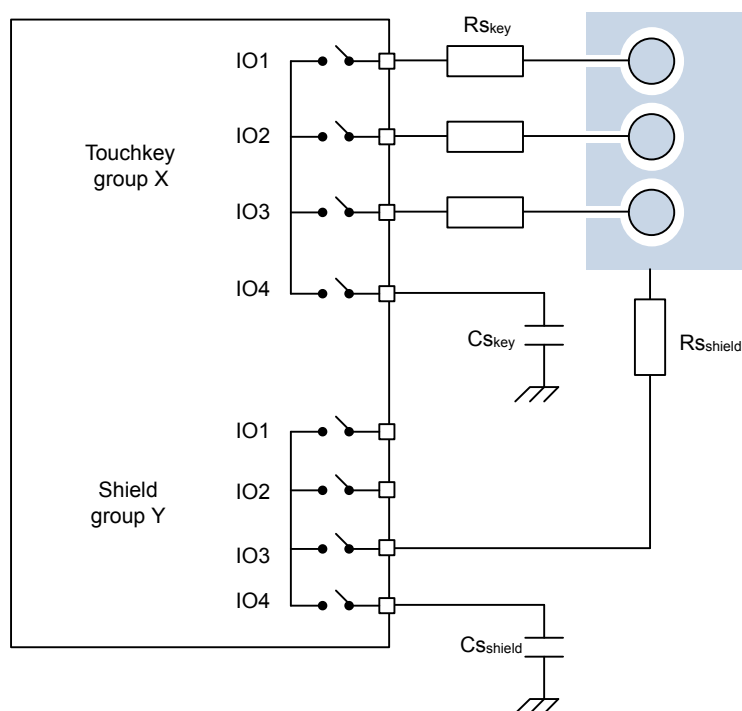 Rskey
IO1
IO2
Touchkey
group X
IO3
IO4
Cskey
Rsshield
IO1
Shield
group Y
IO2
IO3
IO4
Csshield